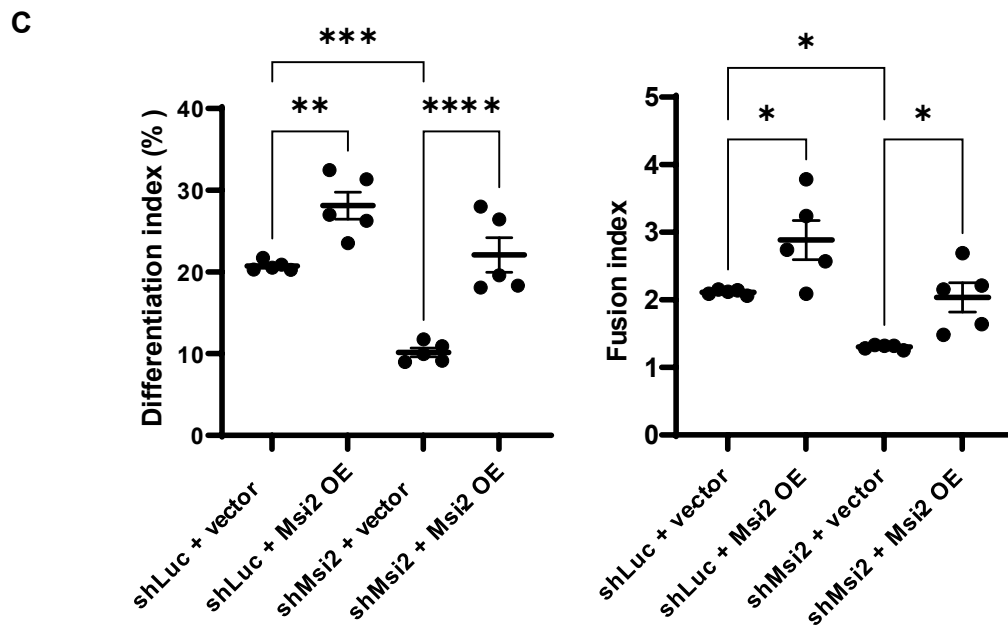 C
***
**
****
Differentiation index (%)
40
30
20
10
0
shLuc + vector
shLuc + Msi2 OE
shMsi2 + vector
shMsi2 + Msi2 OE
*
*
*
Fusion index
5
4
3
2
1
0
shLuc + vector
shLuc + Msi2 OE
shMsi2 + vector
shMsi2 + Msi2 OE